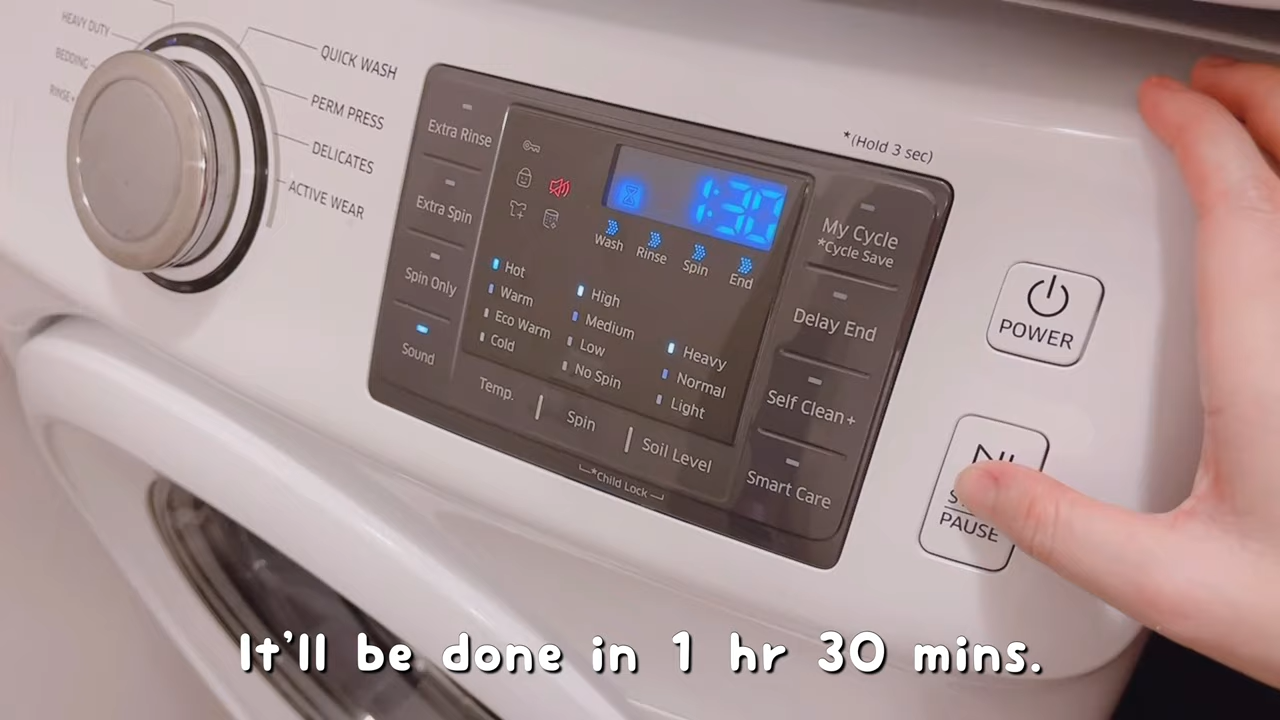 HEAVY DUTY
BEDDING
RINSE+
QUICK WASH
PERM PRESS
DELICATES
ACTIVE WEAR
Extra Rinse
Extra Spin
Spin Only
Sound
1:30
Wash Rinse Spin End
Hot
Warm
Eco Warm
Cold
High
Medium
Low
No Spin
Heavy
Normal
Light
Temp. Spin Soil Level
*Child Lock
*(Hold 3 sec)
My Cycle
*Cycle Save
Delay End
Self Clean+
Smart Care
POWER
PAUSE
It'll be done in 1 hr 30 mins.